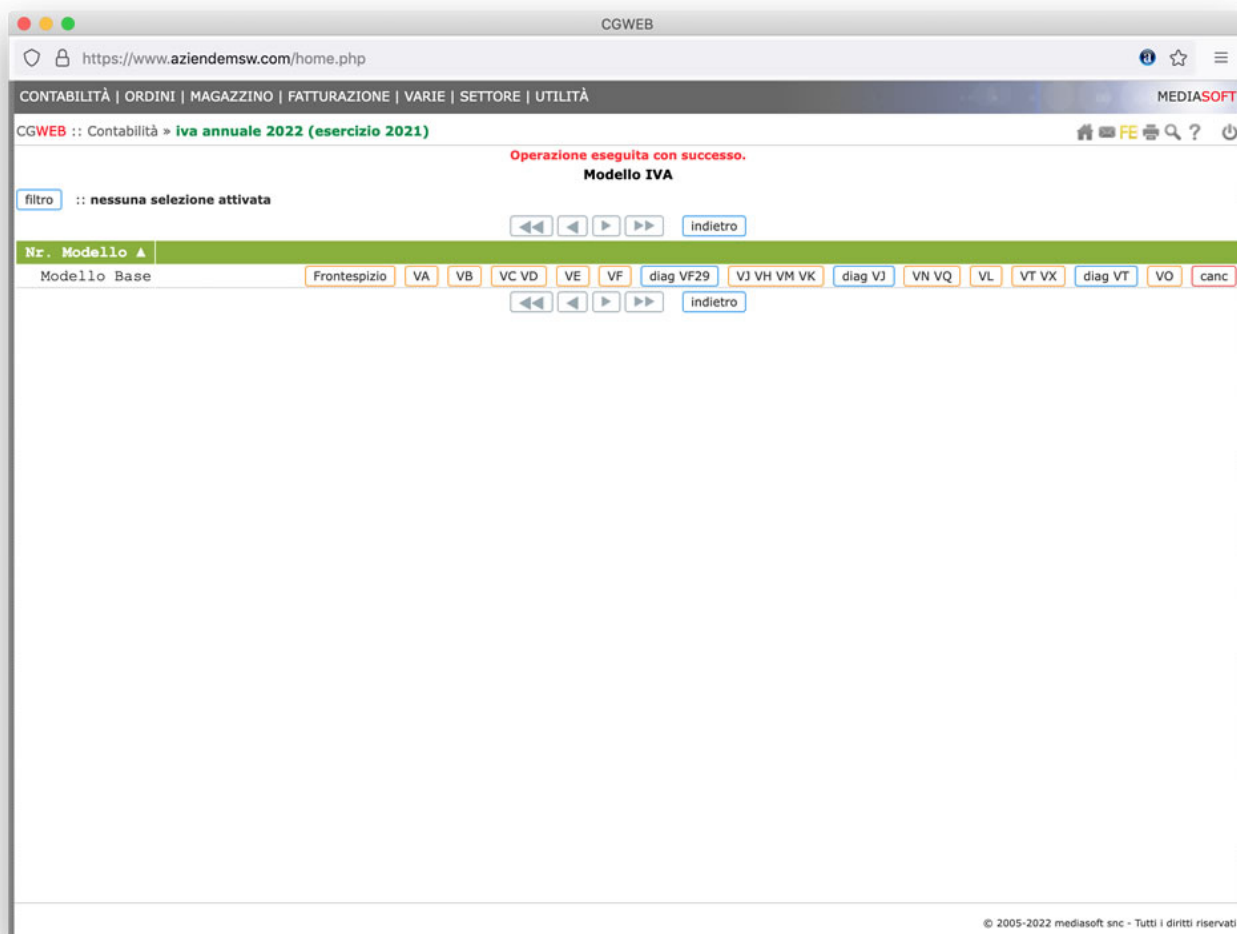 CGWEB
https://www.aziendemsw.com/home.php
CONTABILITÀ | ORDINI | MAGAZZINO | FATTURAZIONE | VARIE | SETTORE | UTILITÀ MEDIASOFT
CGWEB :: Contabilità » iva annuale 2022 (esercizio 2021) FE ?
Operazione eseguita con successo.
Modello IVA
filtro :: nessuna selezione attivata
indietro
Nr. Modello ▲
Modello Base Frontespizio VA VB VC VD VE VF diag VF29 VJ VH VM VK diag VJ VN VQ VL VT VX diag VT VO canc
indietro
© 2005-2022 mediasoft snc - Tutti i diritti riservati